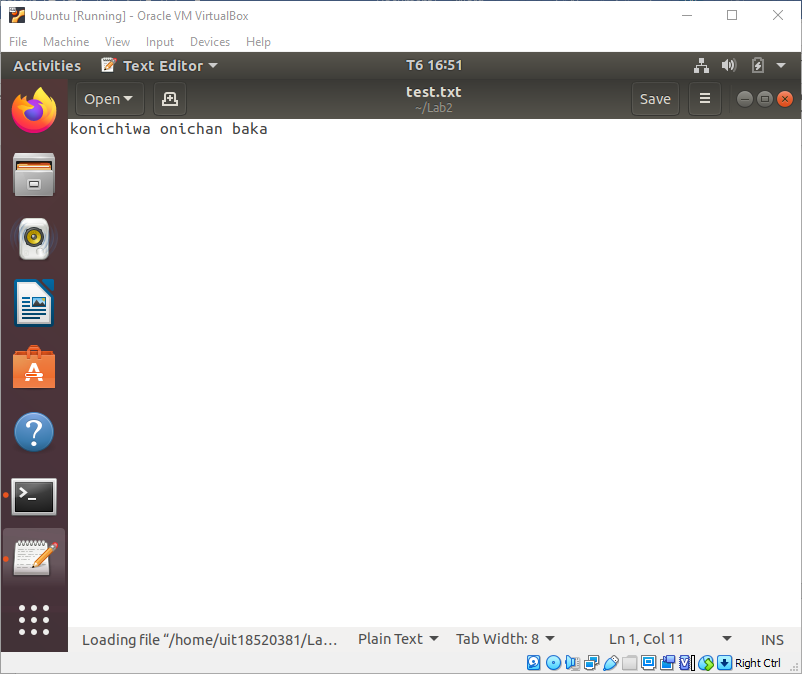 Ubuntu [Running] - Oracle VM VirtualBox
File Machine View Input Devices Help
Activities Text Editor T6 16:51
Open test.txt Save
~/Lab2
konichiwa onichan baka
Loading file “/home/uit18520381/La… Plain Text Tab Width: 8 Ln 1, Col 11 INS
Right Ctrl